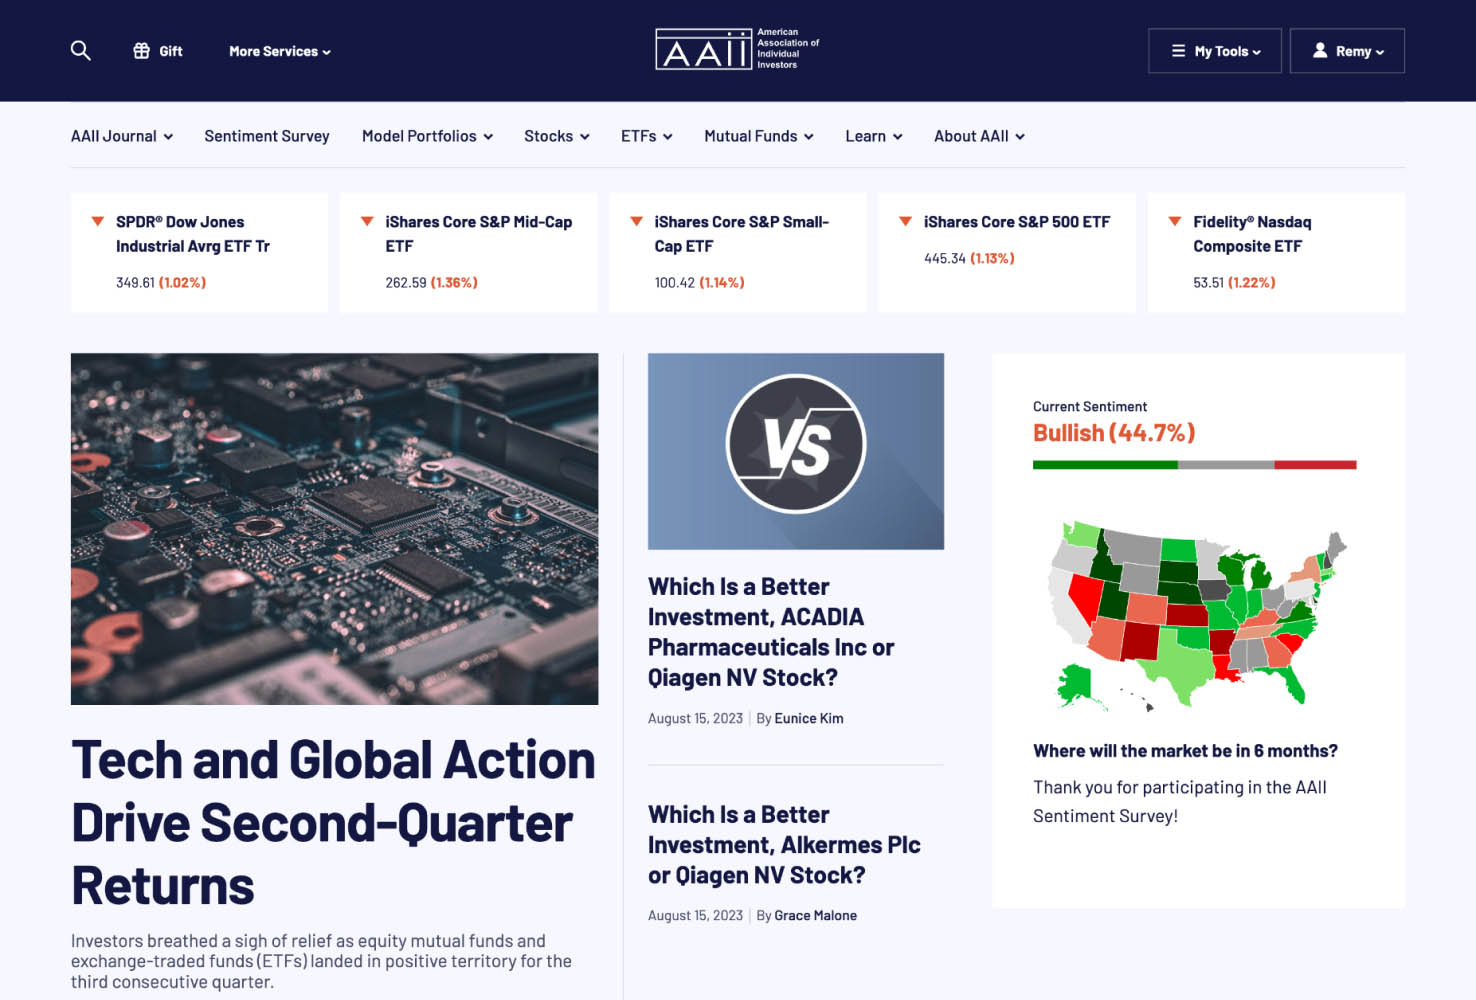 Gift
More Services
AAii
American
Association of
Individual
Investors
My Tools
Remy
AAII Journal
Sentiment Survey
Model Portfolios
Stocks
ETFs
Mutual Funds
Learn
About AAII
SPDR® Dow Jones
Industrial Avrg ETF Tr
349.61 (1.02%)
iShares Core S&P Mid-Cap
ETF
262.59 (1.36%)
iShares Core S&P Small-
Cap ETF
100.42 (1.14%)
iShares Core S&P 500 ETF
445.34 (1.13%)
Fidelity® Nasdaq
Composite ETF
53.51 (1.22%)
Tech and Global Action
Drive Second-Quarter
Returns
Investors breathed a sigh of relief as equity mutual funds and
exchange-traded funds (ETFs) landed in positive territory for the
third consecutive quarter.
VS
Which Is a Better
Investment, ACADIA
Pharmaceuticals Inc or
Qiagen NV Stock?
August 15, 2023 | By Eunice Kim
Which Is a Better
Investment, Alkermes Plc
or Qiagen NV Stock?
August 15, 2023 | By Grace Malone
Current Sentiment
Bullish (44.7%)
Where will the market be in 6 months?
Thank you for participating in the AAII
Sentiment Survey!